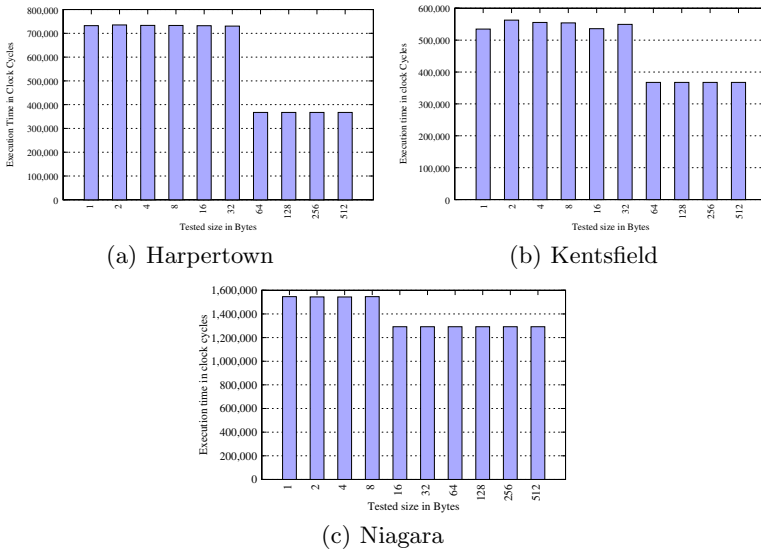 800,000
700,000
600,000
500,000
400,000
300,000
200,000
100,000
0
Execution Time in Clock Cycles
1 2 4 8 16 32 64 128 256 512
Tested size in Bytes
(a) Harpertown
600,000
500,000
400,000
300,000
200,000
100,000
0
Execution time in clock Cycles
1 2 4 8 16 32 64 128 256 512
Tested size in Bytes
(b) Kentsfield
1,600,000
1,400,000
1,200,000
1,000,000
800,000
600,000
400,000
200,000
0
Execution time in clock cycles
1 2 4 8 16 32 64 128 256 512
Tested size in Bytes
(c) Niagara